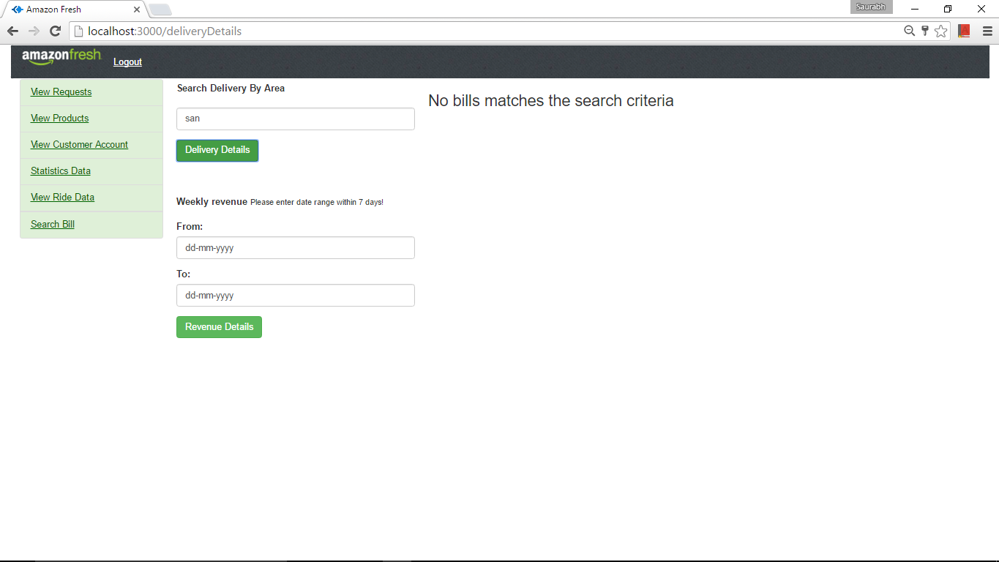 Amazon Fresh
Saurabh
localhost:3000/deliveryDetails
amazonfresh
Logout
View Requests
View Products
View Customer Account
Statistics Data
View Ride Data
Search Bill
Search Delivery By Area
san
Delivery Details
Weekly revenue Please enter date range within 7 days!
From:
dd-mm-yyyy
To:
dd-mm-yyyy
Revenue Details
No bills matches the search criteria